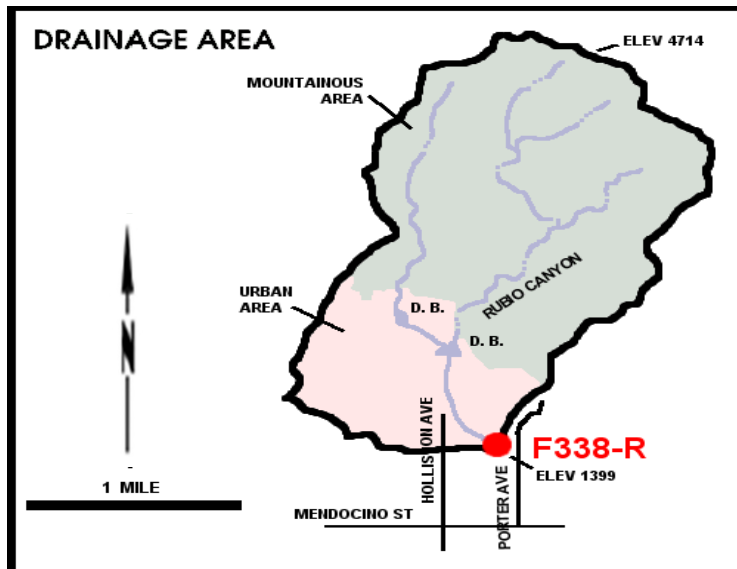 DRAINAGE AREA
ELEV 4714
MOUNTAINOUS
AREA
RUBIO CANYON
URBAN
AREA
D. B.
D. B.
N
HOLLISTION AVE
F338-R
ELEV 1399
1 MILE
PORTER AVE
MENDOCINO ST